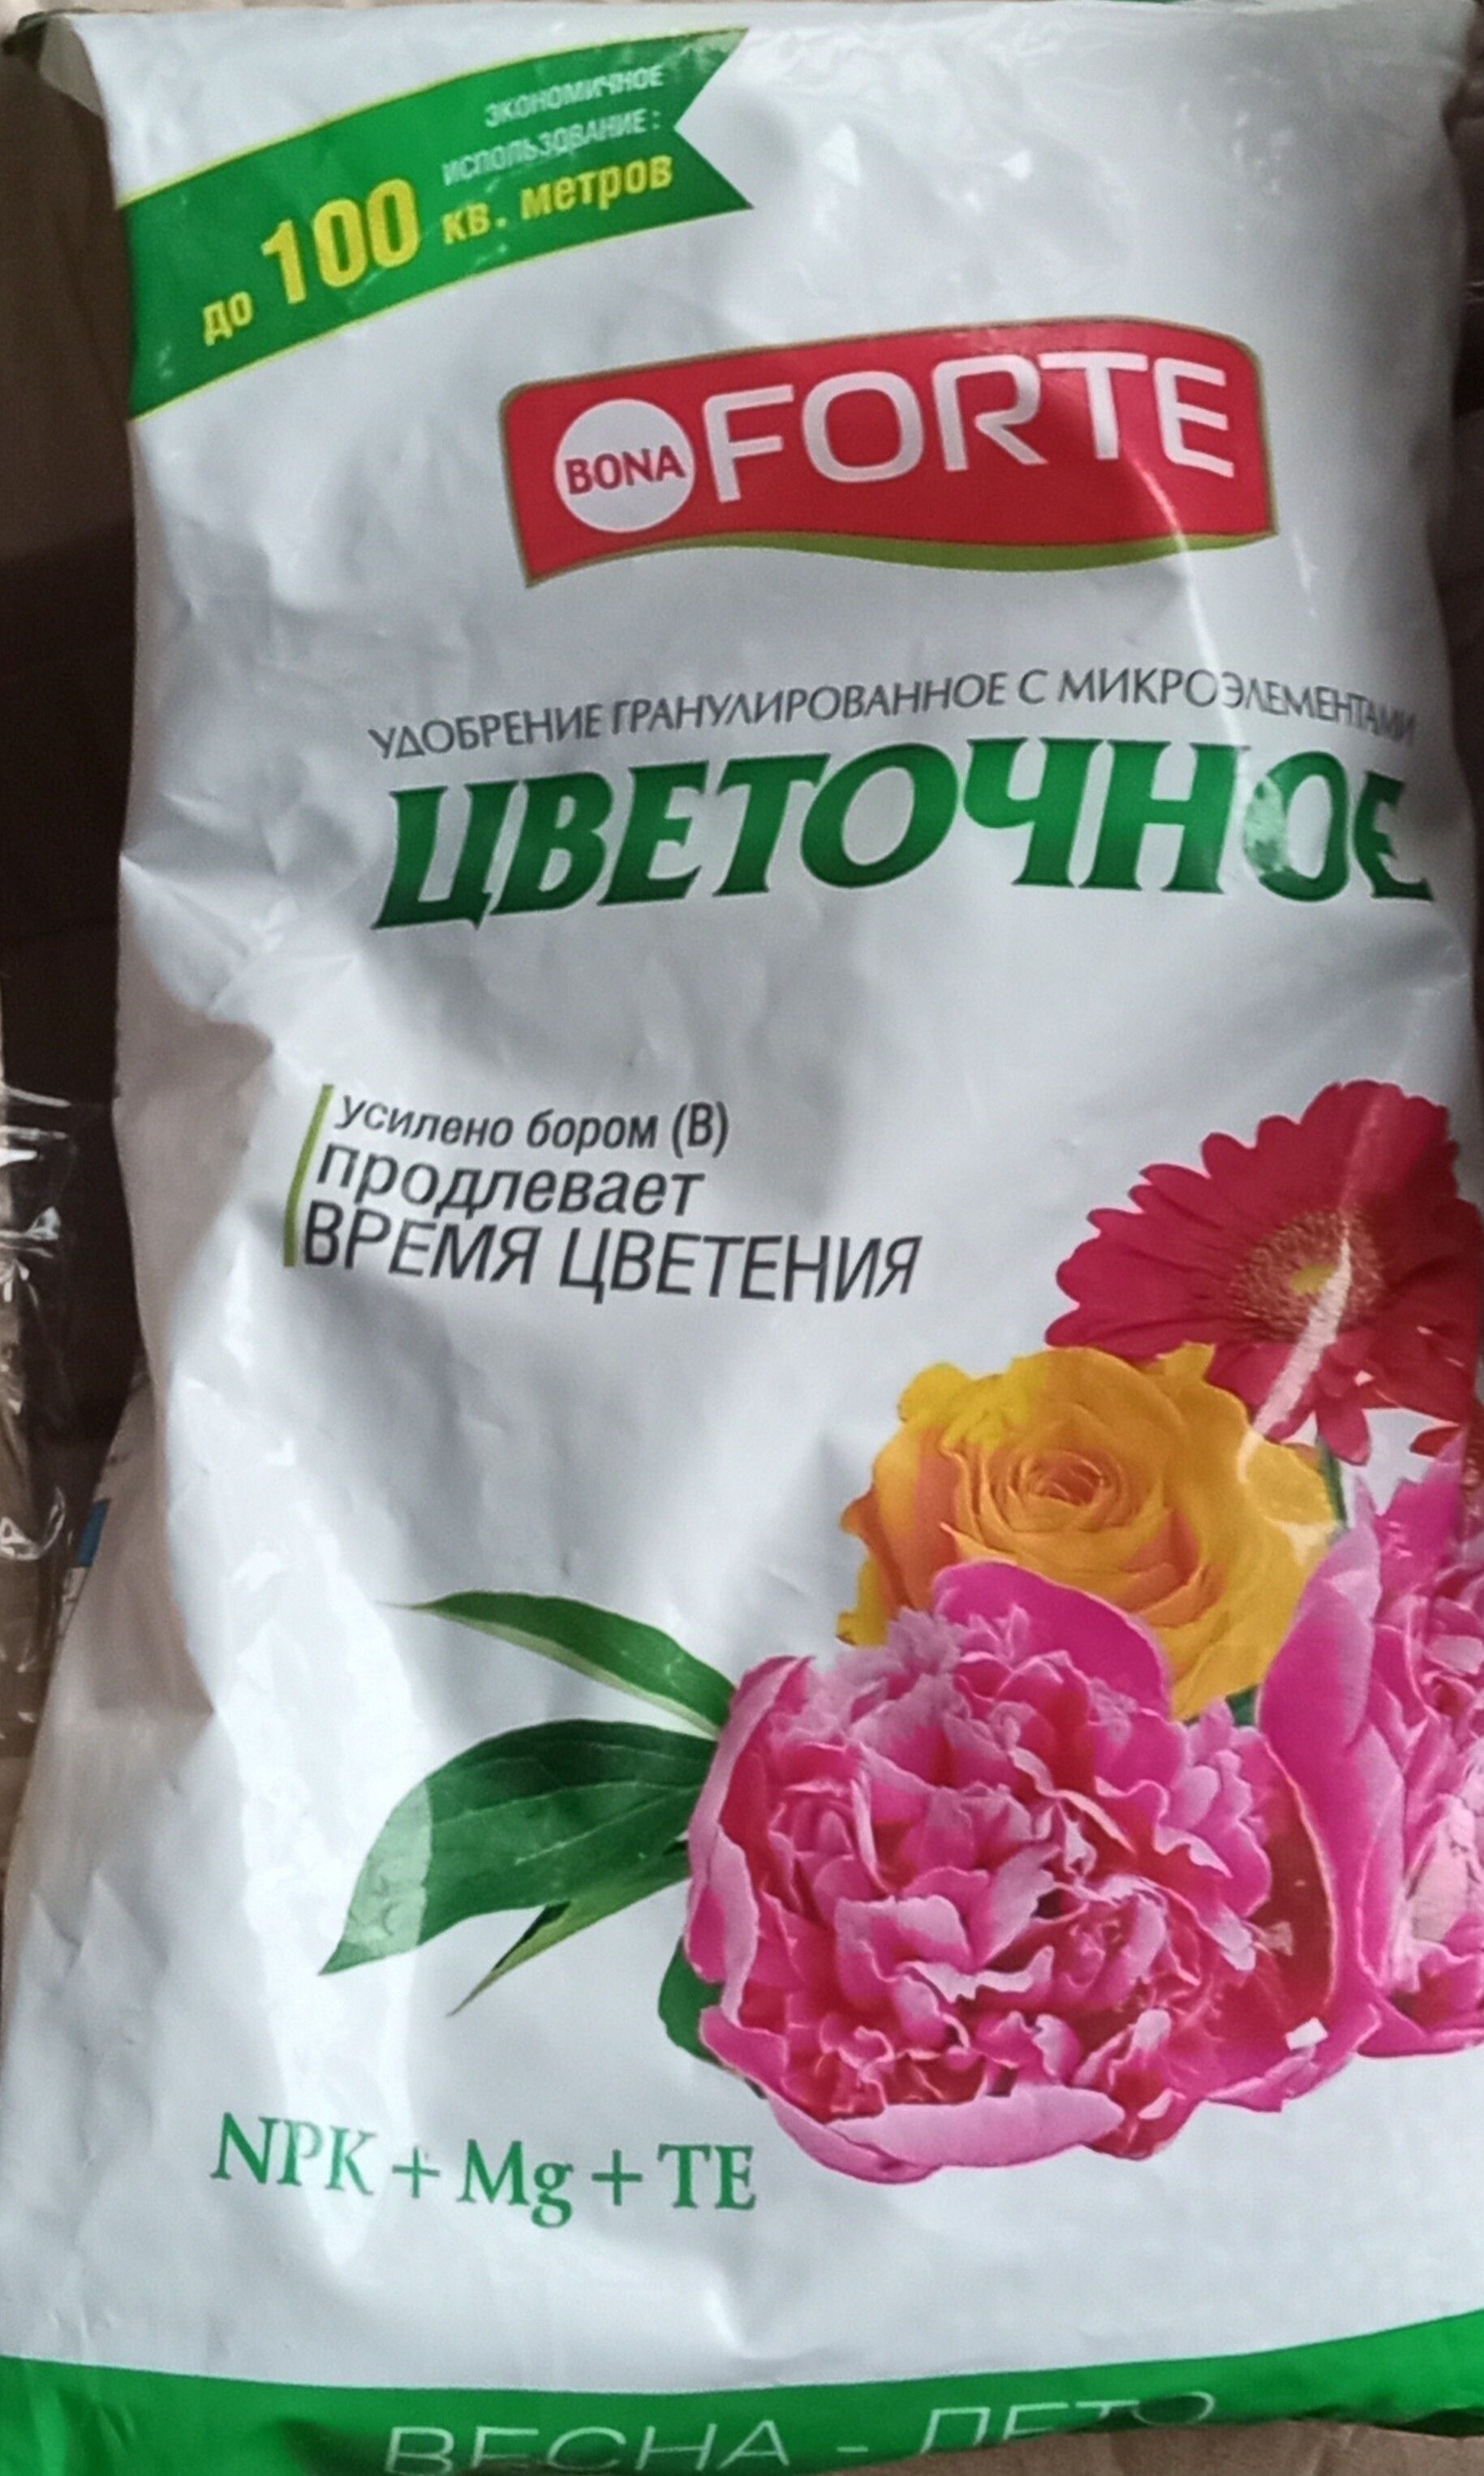 ЭКОНОМИЧНОЕ
ИСПОЛЬЗОВАНИЕ:
до 100 кв. метров
BONA FORTE
УДОБРЕНИЕ ГРАНУЛИРОВАННОЕ С МИКРОЭЛЕМЕНТАМИ
ЦВЕТОЧНОЕ
усилено бором (В)
продлевает
ВРЕМЯ ЦВЕТЕНИЯ
NPK + Mg + TE
ВЕСНА - ЛЕТО